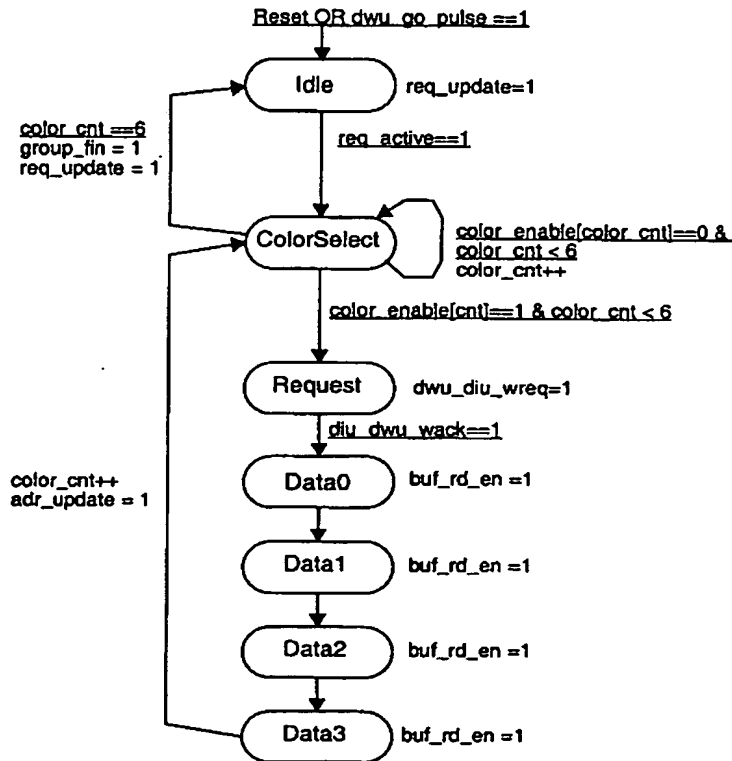 Reset OR dwu_go_pulse ==1
Idle
req_update=1
color_cnt ==6
group_fin = 1
req_update = 1
req_active==1
ColorSelect
color_enable[color_cnt]==0 &
color_cnt < 6
color_cnt++
color_enable[cnt]==1 & color_cnt < 6
Request
dwu_diu_wreq=1
diu_dwu_wack==1
Data0
buf_rd_en =1
color_cnt++
adr_update = 1
Data1
buf_rd_en =1
Data2
buf_rd_en =1
Data3
buf_rd_en =1